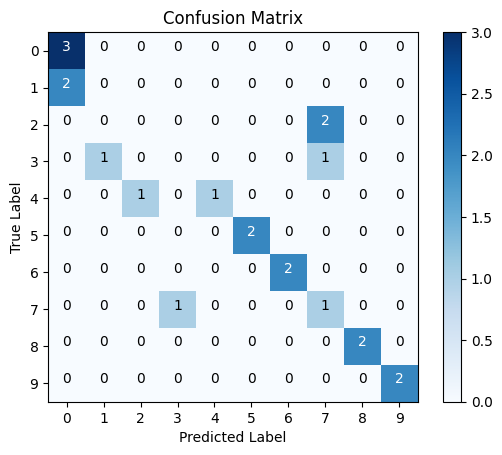 Confusion Matrix
0 3 0 0 0 0 0 0 0 0 0
1 2 0 0 0 0 0 0 0 0 0
2 0 0 0 0 0 0 0 2 0 0
3 0 1 0 0 0 0 0 1 0 0
4 0 0 1 0 1 0 0 0 0 0
5 0 0 0 0 0 2 0 0 0 0
6 0 0 0 0 0 0 2 0 0 0
7 0 0 0 1 0 0 0 1 0 0
8 0 0 0 0 0 0 0 0 2 0
9 0 0 0 0 0 0 0 0 0 2
0 1 2 3 4 5 6 7 8 9
Predicted Label
True Label
3.0
2.5
2.0
1.5
1.0
0.5
0.0